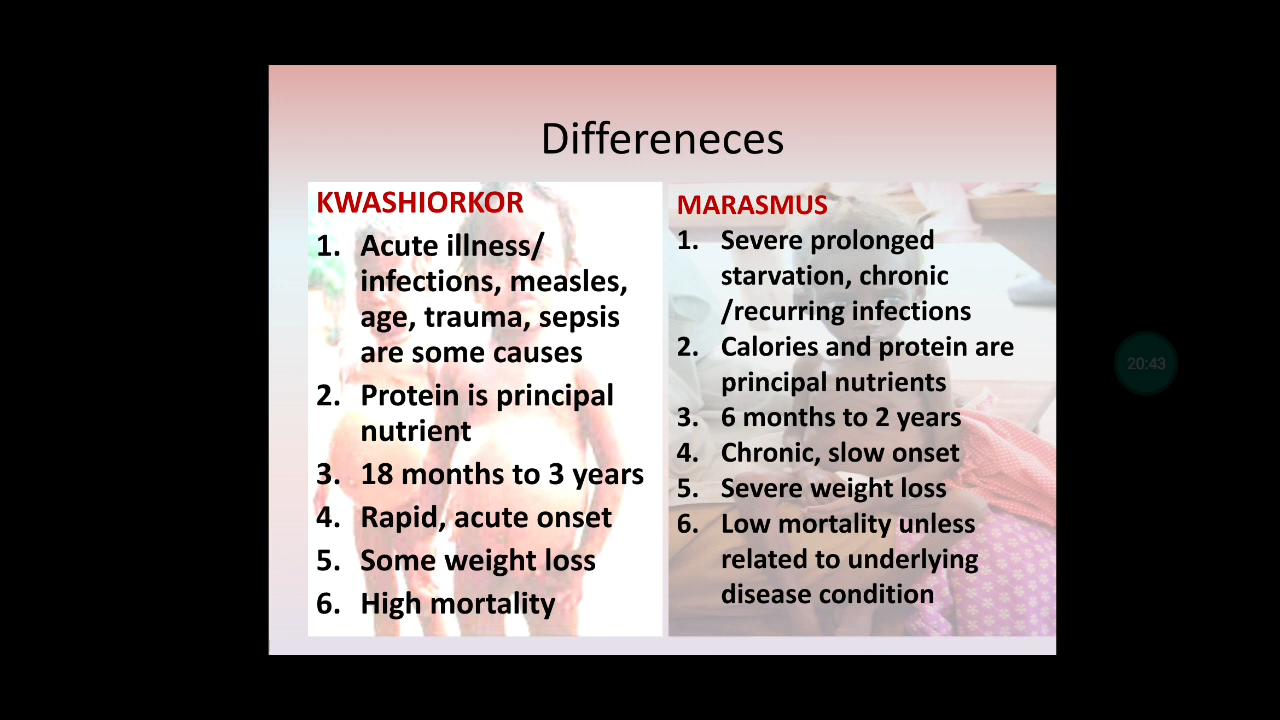 Differeneces
KWASHIORKOR
1. Acute illness/
infections, measles,
age, trauma, sepsis
are some causes
2. Protein is principal
nutrient
3. 18 months to 3 years
4. Rapid, acute onset
5. Some weight loss
6. High mortality
MARASMUS
1. Severe prolonged
starvation, chronic
/recurring infections
2. Calories and protein are
principal nutrients
3. 6 months to 2 years
4. Chronic, slow onset
5. Severe weight loss
6. Low mortality unless
related to underlying
disease condition
20:43